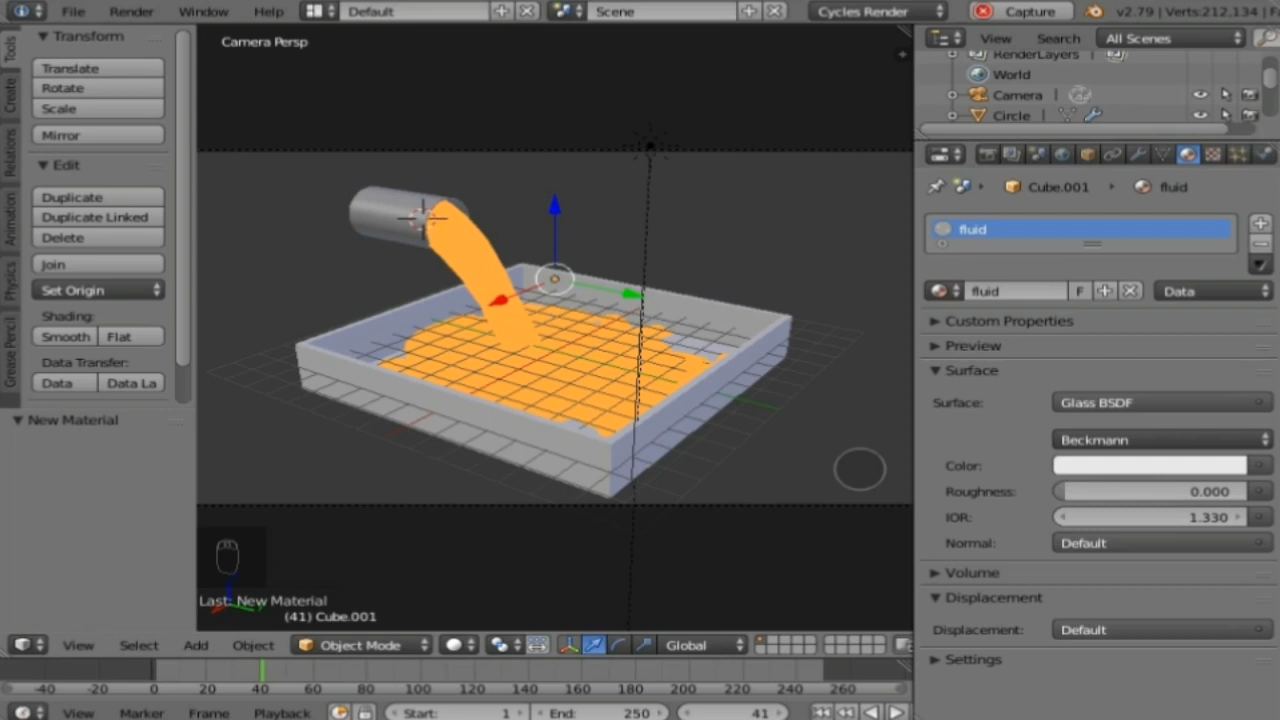 File Render Window Help Default Scene Cycles Render Capture v2.79 | Verts:212,134 | F
Tools
Create
Relations
Animation
Physics
Grease Pencil
Transform
Translate
Rotate
Scale
Mirror
Edit
Duplicate
Duplicate Linked
Delete
Join
Set Origin
Shading:
Smooth Flat
Data Transfer:
Data Data La
New Material
Camera Persp
Last: New Material
(41) Cube.001
View Select Add Object Object Mode Global
-40 -20 0 20 40 60 80 100 120 140 160 180 200 220 240 260
View Marker Frame Playback Start: 1 End: 250 41
View Search All Scenes
RenderLayers |
World
Camera |
Circle |
Cube.001 fluid
fluid
fluid F Data
Custom Properties
Preview
Surface
Surface: Glass BSDF
Beckmann
Color:
Roughness: 0.000
IOR: 1.330
Normal: Default
Volume
Displacement
Displacement: Default
Settings